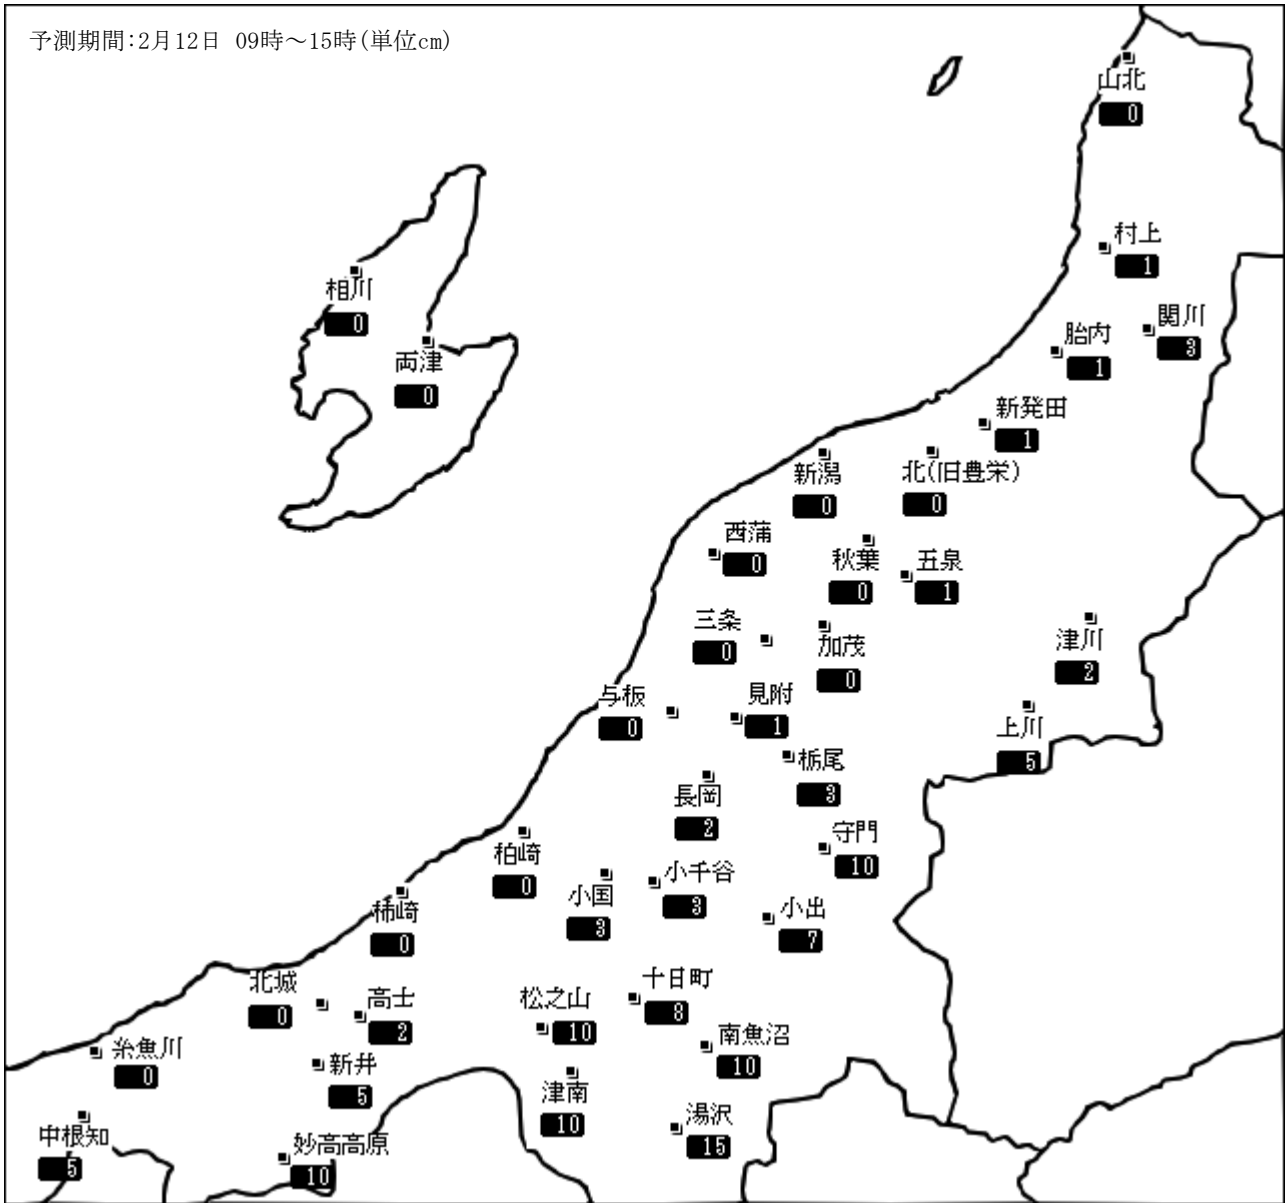 予測期間:2月12日 09時～15時(単位cm)
山北
0
村上
1
相川
0
関川
3
胎内
1
両津
0
新発田
1
新潟
0
北(旧豊栄)
0
西蒲
0
秋葉
0
五泉
1
三条
0
加茂
0
津川
2
与板
0
見附
1
上川
5
栃尾
3
長岡
2
守門
10
柏崎
0
小国
3
小千谷
3
小出
7
柿崎
0
北城
0
高士
2
松之山
10
十日町
8
南魚沼
10
糸魚川
0
新井
5
津南
10
湯沢
15
中根知
5
妙高高原
10